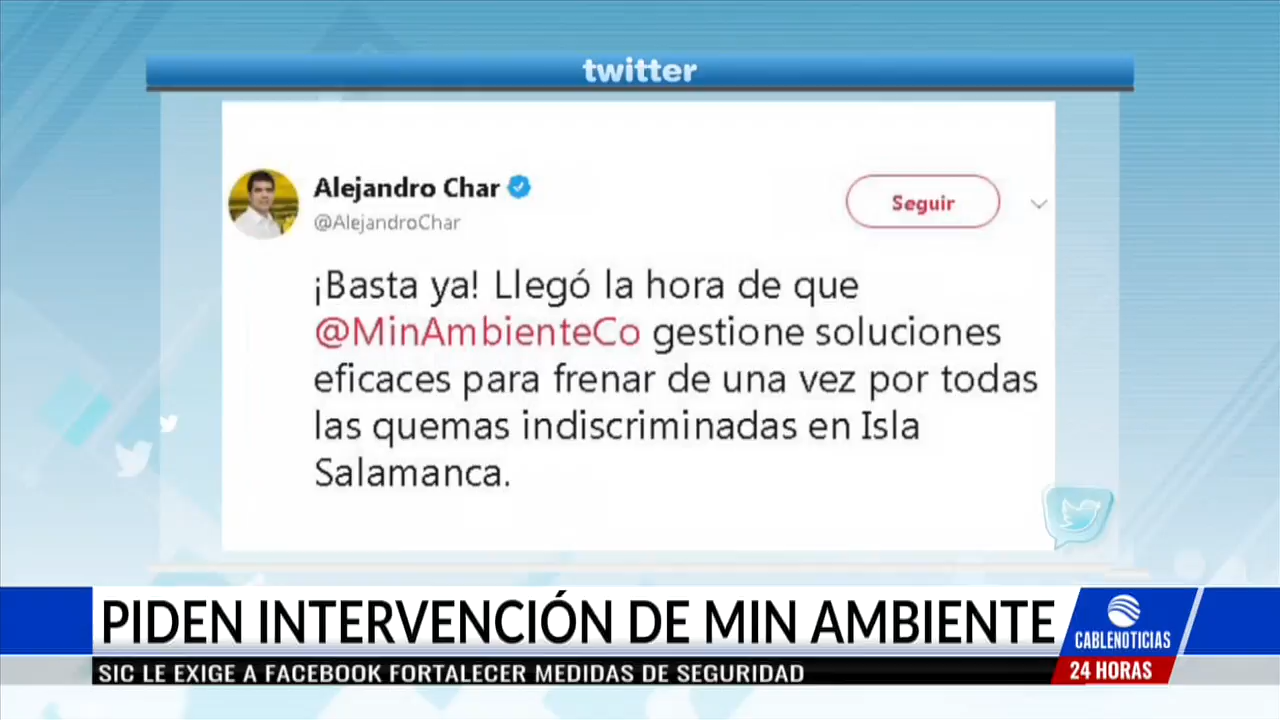 twitter
Alejandro Char
@AlejandroChar
Seguir
¡Basta ya! Llegó la hora de que
@MinAmbienteCo gestione soluciones
eficaces para frenar de una vez por todas
las quemas indiscriminadas en Isla
Salamanca.
PIDEN INTERVENCIÓN DE MIN AMBIENTE
CABLENOTICIAS
24 HORAS
SIC LE EXIGE A FACEBOOK FORTALECER MEDIDAS DE SEGURIDAD